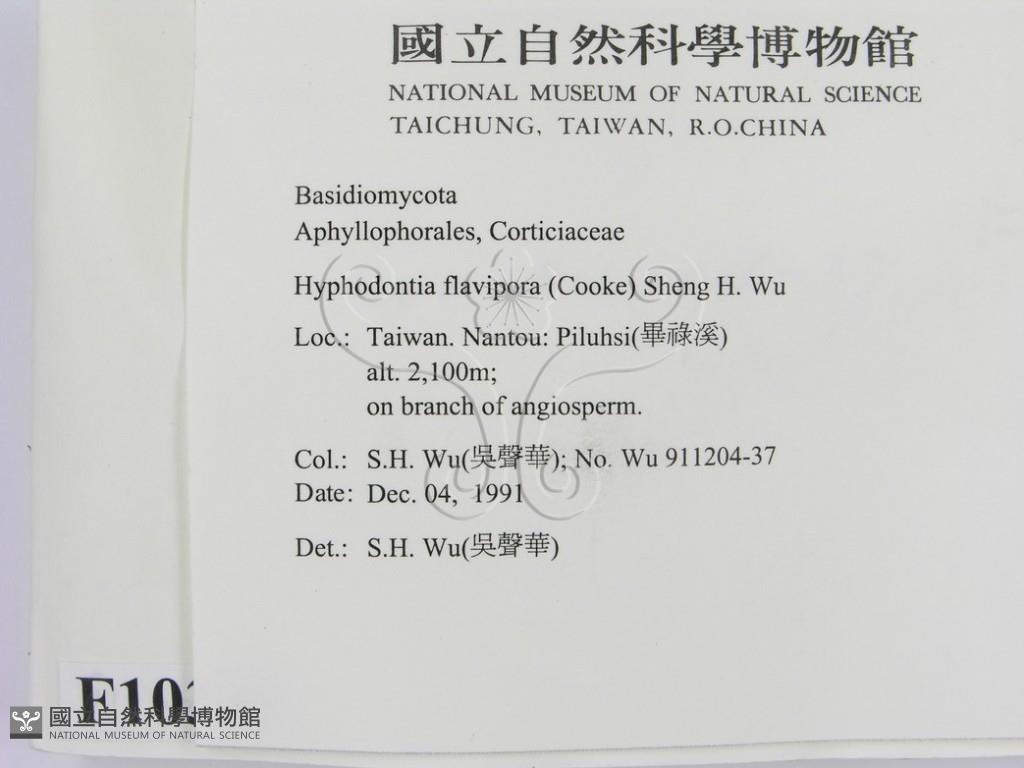 國立自然科學博物館
NATIONAL MUSEUM OF NATURAL SCIENCE
TAICHUNG, TAIWAN, R.O.CHINA
Basidiomycota
Aphyllophorales, Corticiaceae
Hyphodontia flavipora (Cooke) Sheng H. Wu
Loc.: Taiwan. Nantou: Piluhsi(畢祿溪)
alt. 2,100m;
on branch of angiosperm.
Col.: S.H. Wu(吳聲華); No. Wu 911204-37
Date: Dec. 04, 1991
Det.: S.H. Wu(吳聲華)
國立自然科學博物館
NATIONAL MUSEUM OF NATURAL SCIENCE